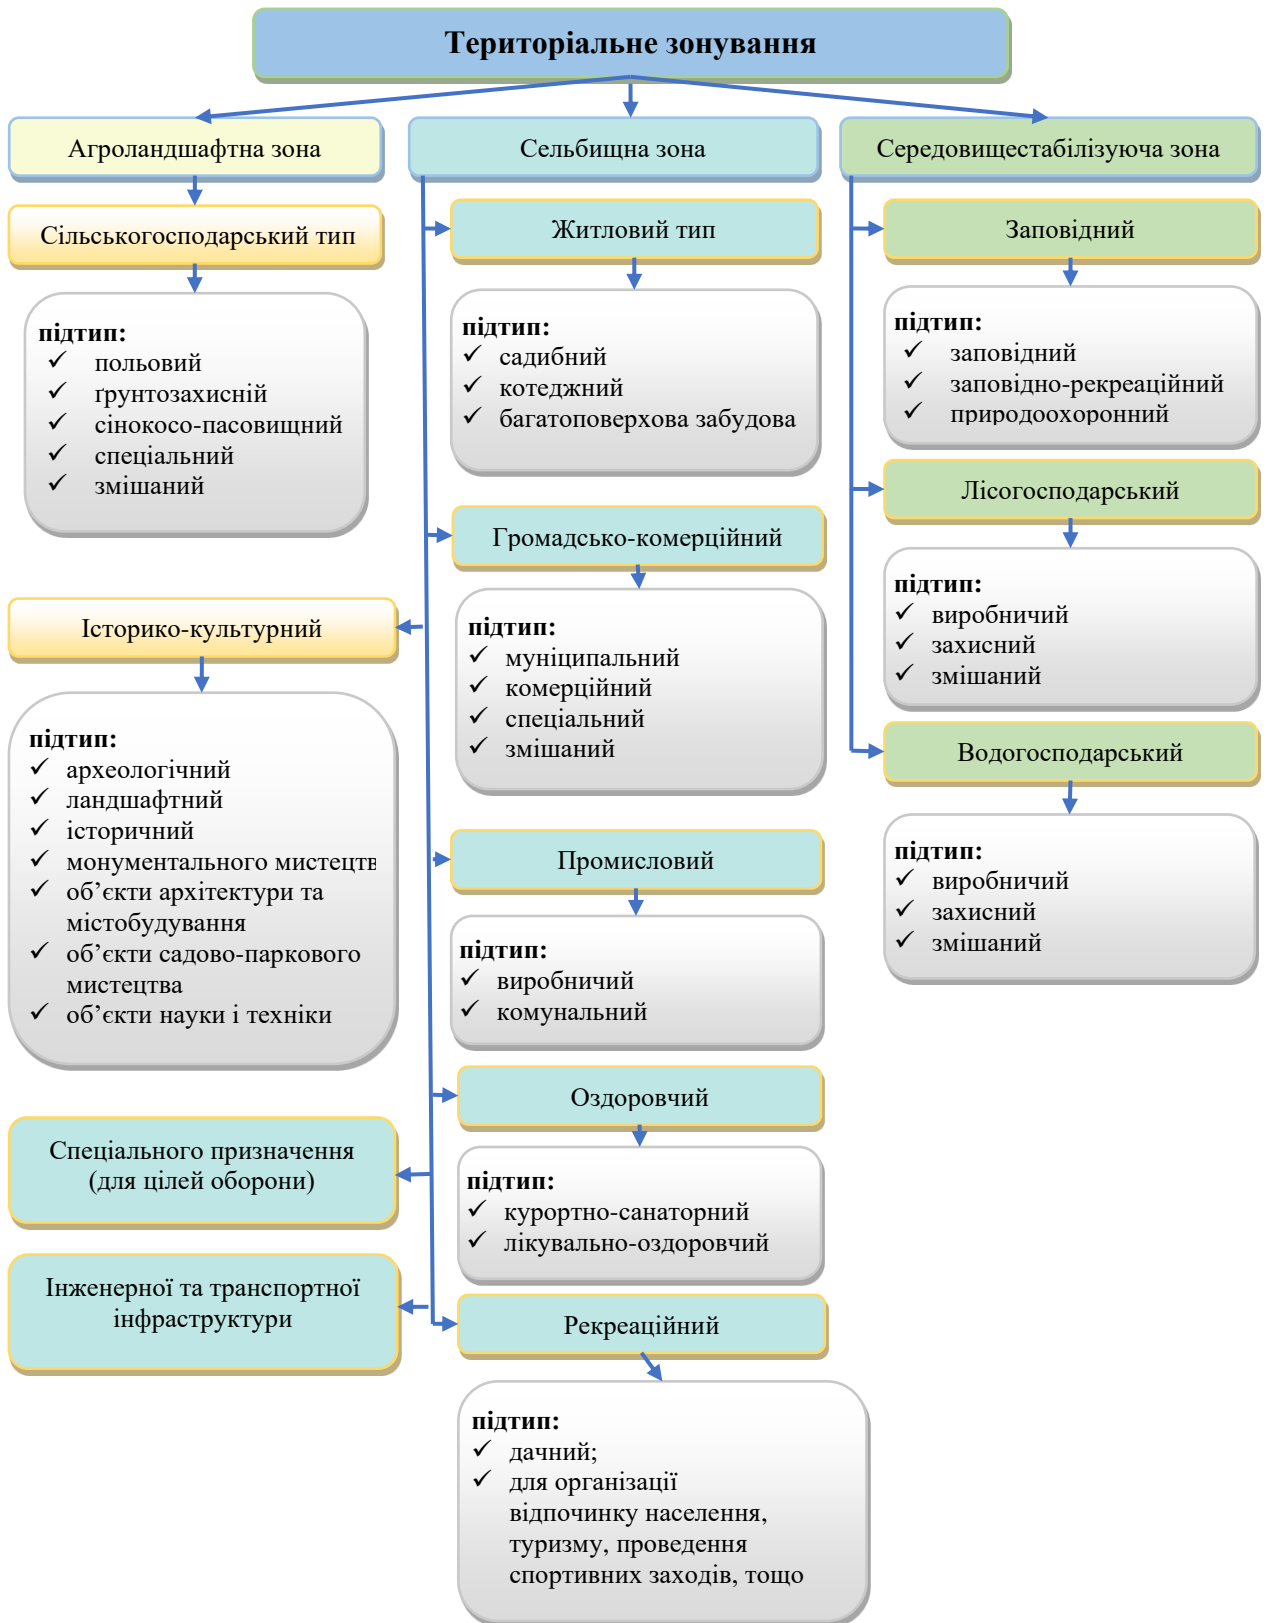 Територіальне зонування
Агроландшафтна зона
Сільськогосподарський тип
підтип:
✓ польовий
✓ ґрунтозахисній
✓ сінокосо-пасовищний
✓ спеціальний
✓ змішаний
Сельбищна зона
Житловий тип
підтип:
✓ садибний
✓ котеджний
✓ багатоповерхова забудова
Громадсько-комерційний
підтип:
✓ муніципальний
✓ комерційний
✓ спеціальний
✓ змішаний
Промисловий
підтип:
✓ виробничий
✓ комунальний
Оздоровчий
підтип:
✓ курортно-санаторний
✓ лікувально-оздоровчий
Рекреаційний
підтип:
✓ дачний;
✓ для організації
відпочинку населення,
туризму, проведення
спортивних заходів, тощо
Історико-культурний
підтип:
✓ археологічний
✓ ландшафтний
✓ історичний
✓ монументального мистецтв
✓ об’єкти архітектури та
містобудування
✓ об’єкти садово-паркового
мистецтва
✓ об’єкти науки і техніки
Спеціального призначення
(для цілей оборони)
Інженерної та транспортної
інфраструктури
Середовищестабілізуюча зона
Заповідний
підтип:
✓ заповідний
✓ заповідно-рекреаційний
✓ природоохоронний
Лісогосподарський
підтип:
✓ виробничий
✓ захисний
✓ змішаний
Водогосподарський
підтип:
✓ виробничий
✓ захисний
✓ змішаний